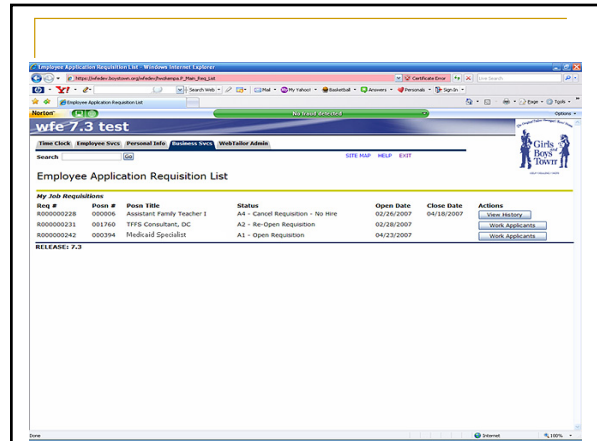 Employee Application Requisition List - Windows Internet Explorer
https://wfedev.boystown.org/wfedev/fwohempa.P_Main_Req_List
Certificate Error
Live Search
Search Web
Mail
My Yahoo!
Basketball
Answers
Personals
Sign In
Employee Application Requisition List
Page
Tools
Norton
No fraud detected
Options
wfe 7.3 test
Time Clock Employee Svcs Personal Info Business Svcs WebTailor Admin
Search Go
SITE MAP HELP EXIT
Girls and
Boys
Town
Employee Application Requisition List
My Job Requisitions
Req # Posn # Posn Title Status Open Date Close Date Actions
R000000228 000006 Assistant Family Teacher I A4 - Cancel Requisition - No Hire 02/26/2007 04/18/2007 View History
R000000231 001760 TFFS Consultant, DC A2 - Re-Open Requisition 02/28/2007 Work Applicants
R000000242 000394 Medicaid Specialist A1 - Open Requisition 04/23/2007 Work Applicants
RELEASE: 7.3
Done
Internet
100%